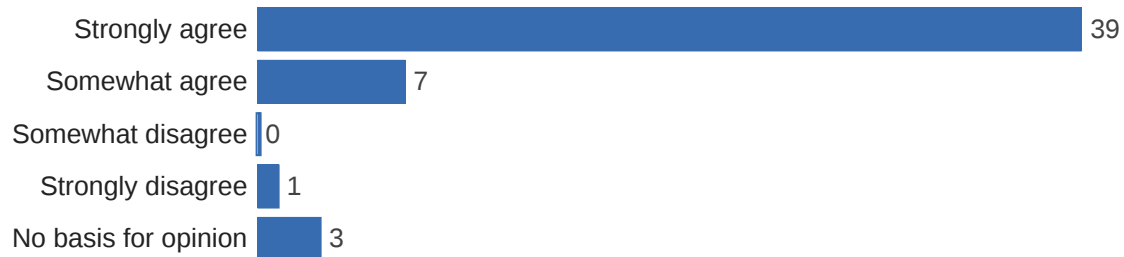 Strongly agree 39
Somewhat agree 7
Somewhat disagree 0
Strongly disagree 1
No basis for opinion 3